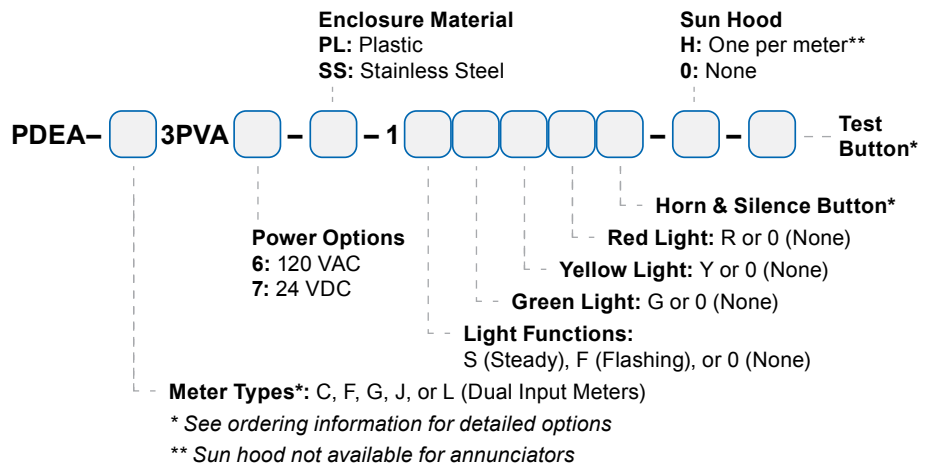 Enclosure Material
PL: Plastic
SS: Stainless Steel
Sun Hood
H: One per meter**
0: None
PDEA– 3PVA – – 1 – –
Test
Button*
Horn & Silence Button*
Red Light: R or 0 (None)
Yellow Light: Y or 0 (None)
Green Light: G or 0 (None)
Light Functions:
S (Steady), F (Flashing), or 0 (None)
Power Options
6: 120 VAC
7: 24 VDC
Meter Types*: C, F, G, J, or L (Dual Input Meters)
* See ordering information for detailed options
** Sun hood not available for annunciators